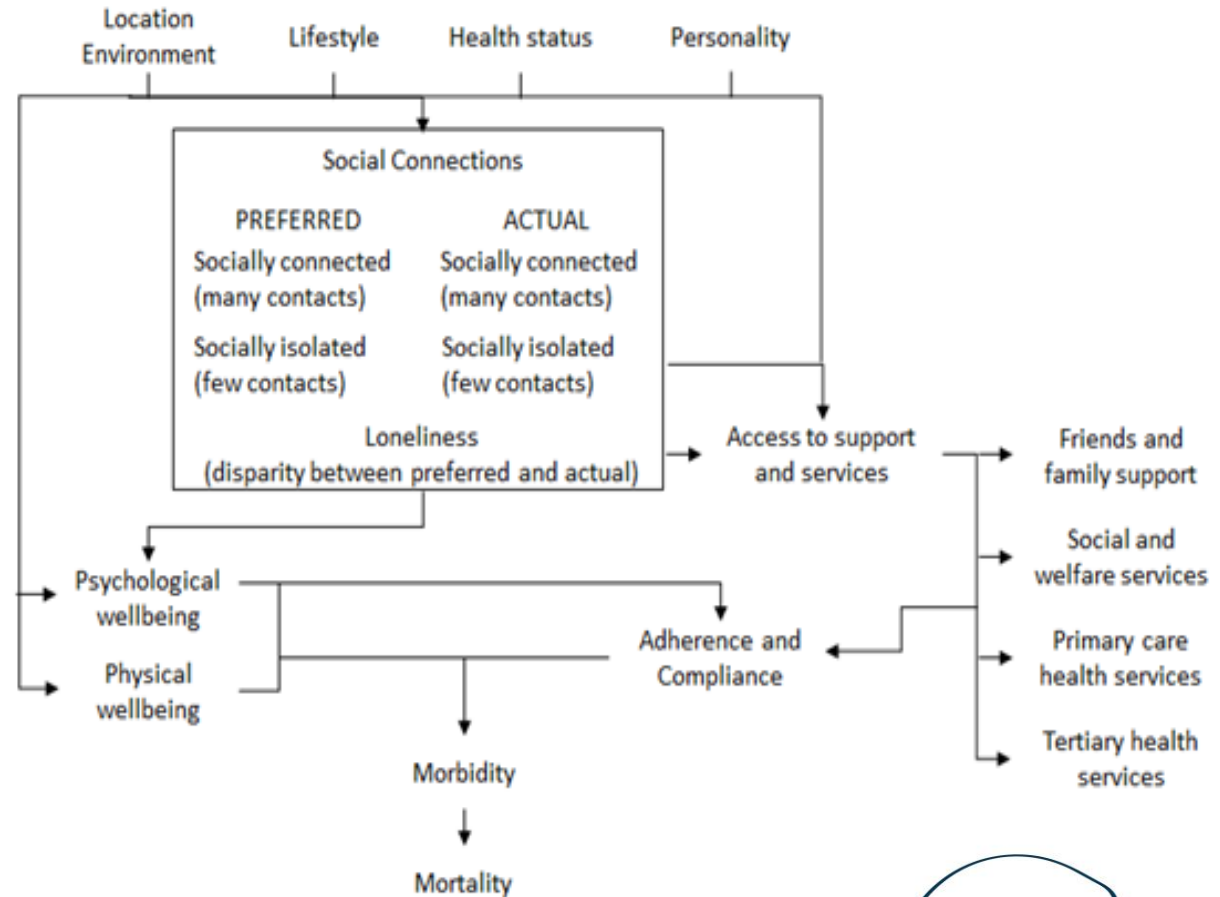 Location
Environment
Lifestyle
Health status
Personality
Social Connections
PREFERRED
Socially connected
(many contacts)
Socially isolated
(few contacts)
ACTUAL
Socially connected
(many contacts)
Socially isolated
(few contacts)
Loneliness
(disparity between preferred and actual)
Access to support
and services
Friends and
family support
Social and
welfare services
Primary care
health services
Tertiary health
services
Psychological
wellbeing
Physical
wellbeing
Adherence and
Compliance
Morbidity
Mortality